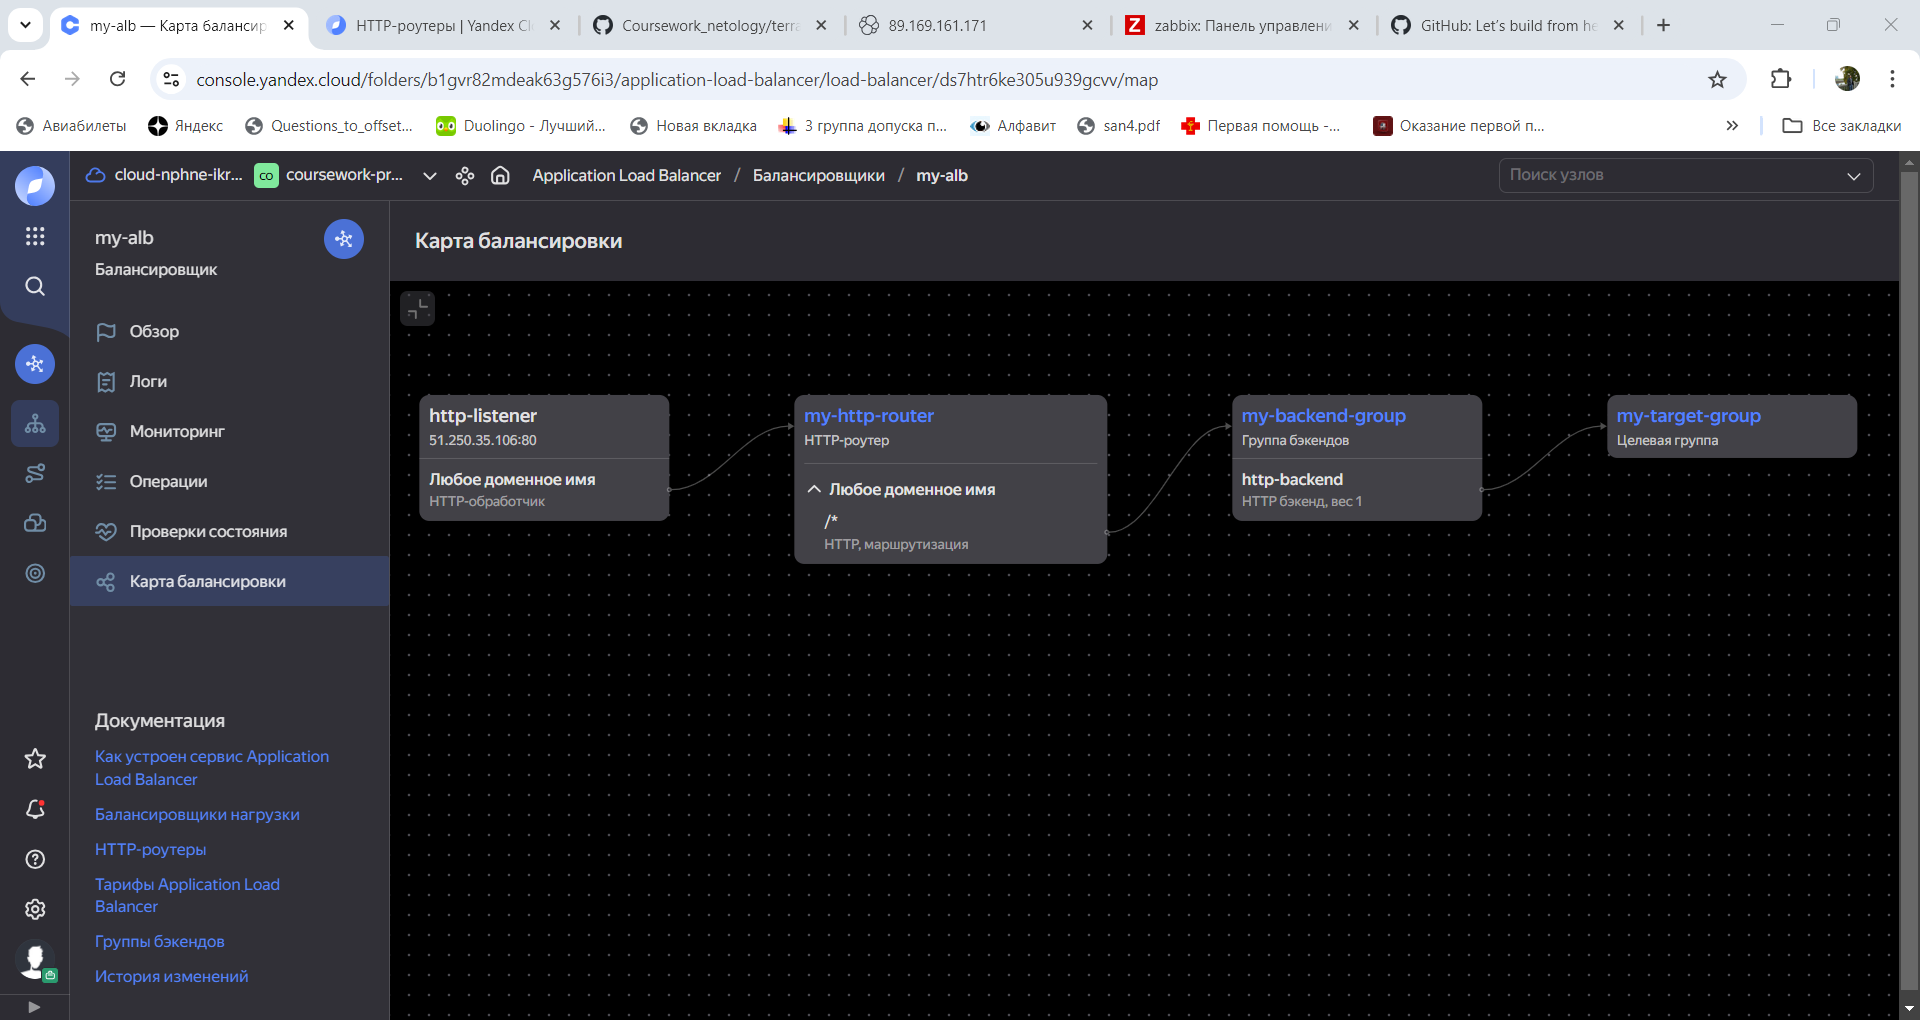 my-alb — Карта балансир
HTTP-роутеры | Yandex Cl
Coursework_netology/terra
89.169.161.171
zabbix: Панель управлени
GitHub: Let's build from he
console.yandex.cloud/folders/b1gvr82mdeak63g576i3/application-load-balancer/load-balancer/ds7htr6ke305u939gcvv/map
Авиабилеты
Яндекс
Questions_to_offset...
Duolingo - Лучший...
Новая вкладка
3 группа допуска п...
Алфавит
san4.pdf
Первая помощь -...
Оказание первой п...
Все закладки
cloud-nphne-ikr...
co
coursework-pr...
Application Load Balancer / Балансировщики / my-alb
Поиск узлов
my-alb
Балансировщик
Обзор
Логи
Мониторинг
Операции
Проверки состояния
Карта балансировки
Документация
Как устроен сервис Application
Load Balancer
Балансировщики нагрузки
HTTP-роутеры
Тарифы Application Load
Balancer
Группы бэкендов
История изменений
Карта балансировки
http-listener
51.250.35.106:80
Любое доменное имя
HTTP-обработчик
my-http-router
HTTP-роутер
Любое доменное имя
/*
HTTP, маршрутизация
my-backend-group
Группа бэкендов
http-backend
HTTP бэкенд, вес 1
my-target-group
Целевая группа